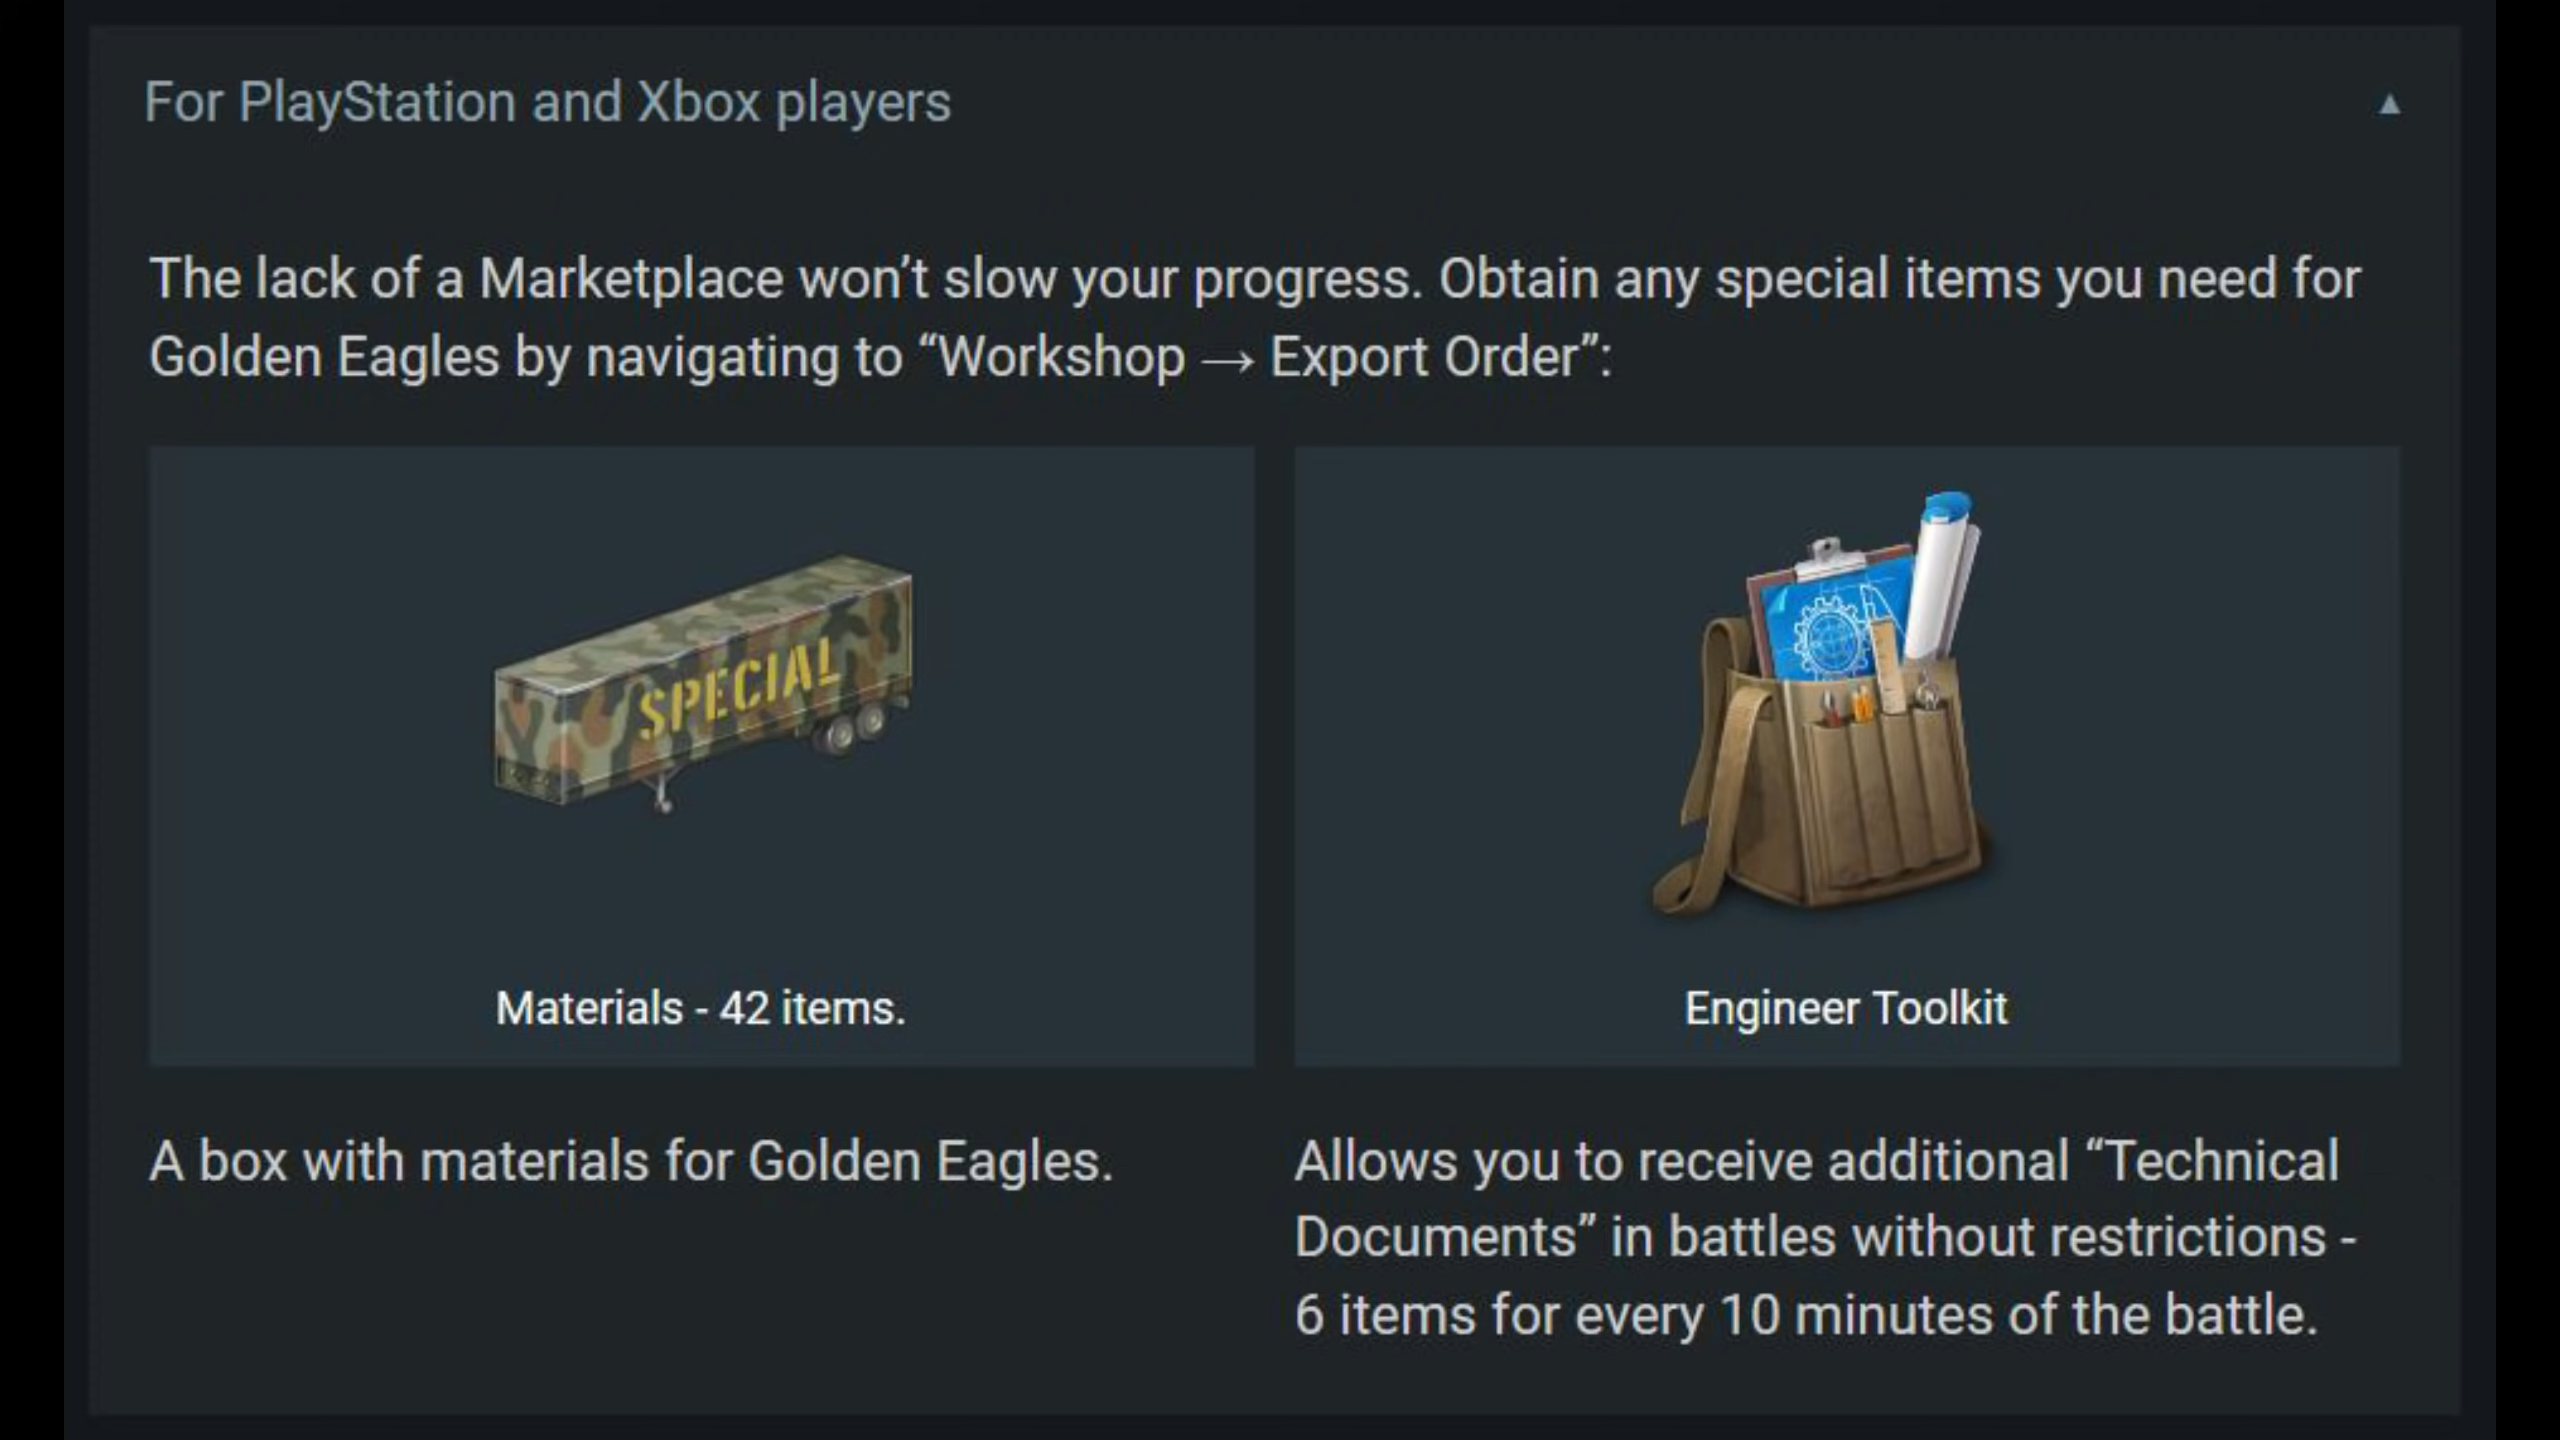 For PlayStation and Xbox players
▲
The lack of a Marketplace won’t slow your progress. Obtain any special items you need for
Golden Eagles by navigating to “Workshop → Export Order”:
SPECIAL
Materials - 42 items.
Engineer Toolkit
A box with materials for Golden Eagles.
Allows you to receive additional “Technical
Documents” in battles without restrictions -
6 items for every 10 minutes of the battle.